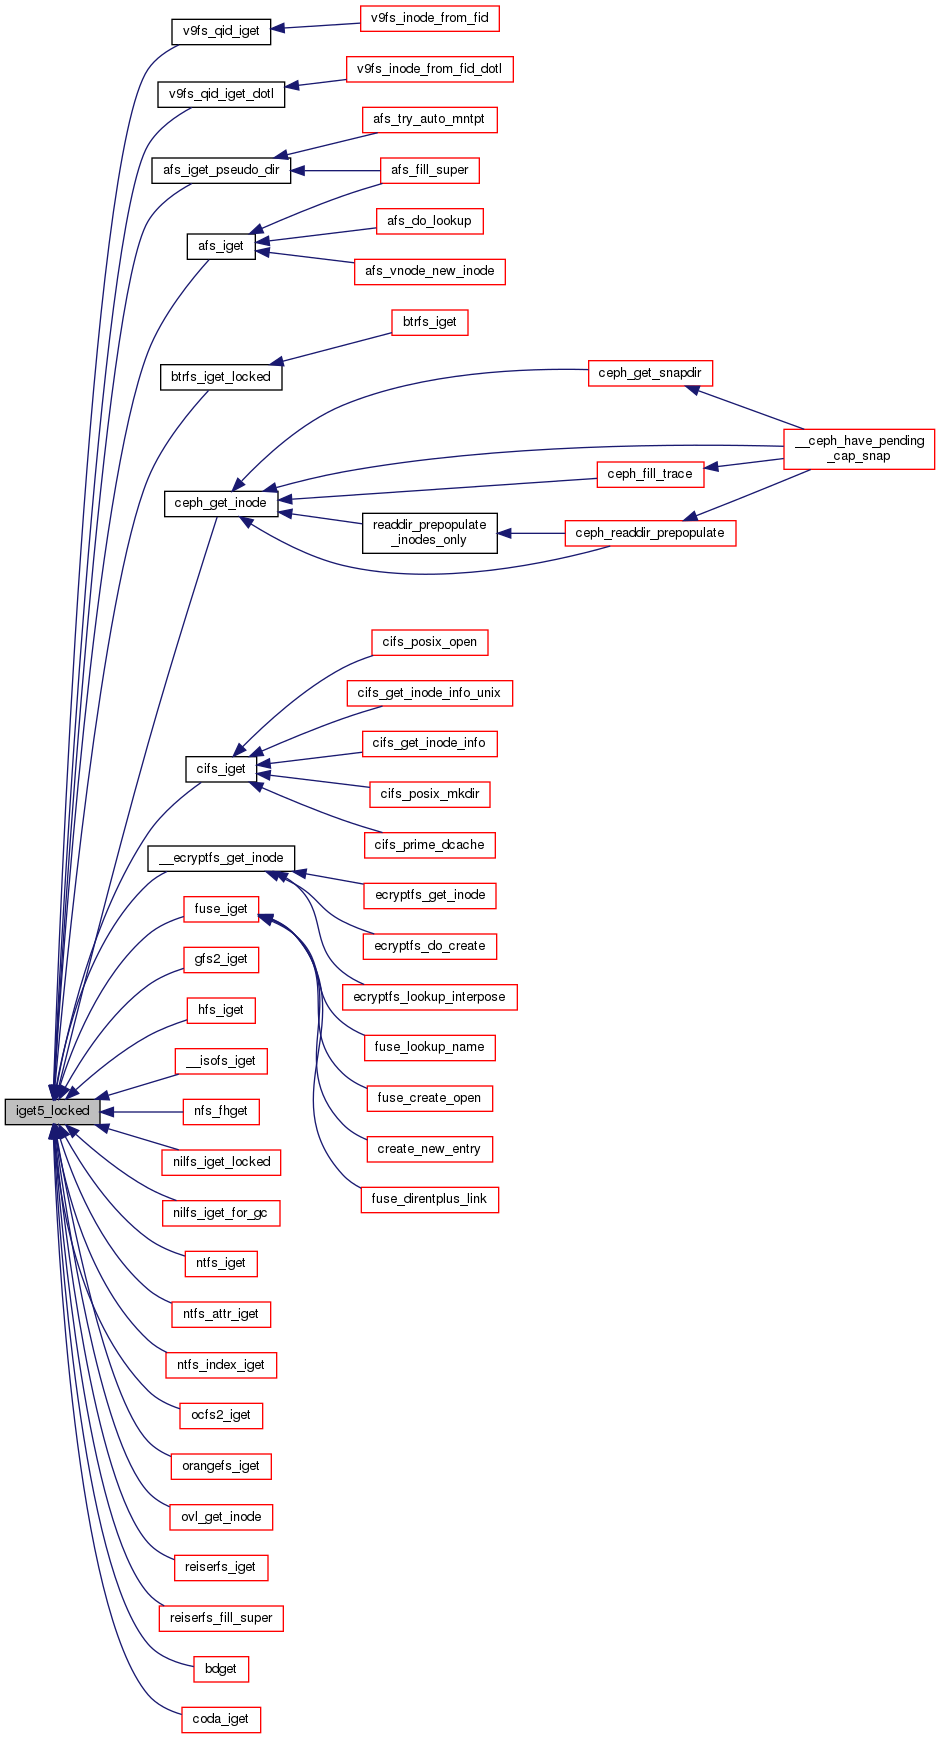 v9fs_qid_iget
v9fs_inode_from_fid
v9fs_qid_iget_dotl
v9fs_inode_from_fid_dotl
afs_try_auto_mntpt
afs_iget_pseudo_dir
afs_fill_super
afs_do_lookup
afs_iget
afs_vnode_new_inode
btrfs_iget
btrfs_iget_locked
ceph_get_snapdir
__ceph_have_pending
_cap_snap
ceph_fill_trace
ceph_get_inode
readdir_prepopulate
_inodes_only
ceph_readdir_prepopulate
cifs_posix_open
cifs_get_inode_info_unix
cifs_get_inode_info
cifs_iget
cifs_posix_mkdir
cifs_prime_dcache
__ecryptfs_get_inode
ecryptfs_get_inode
fuse_iget
ecryptfs_do_create
gfs2_iget
ecryptfs_lookup_interpose
hfs_iget
fuse_lookup_name
__isofs_iget
fuse_create_open
iget5_locked
nfs_fhget
create_new_entry
nilfs_iget_locked
fuse_direntplus_link
nilfs_iget_for_gc
ntfs_iget
ntfs_attr_iget
ntfs_index_iget
ocfs2_iget
orangefs_iget
ovl_get_inode
reiserfs_iget
reiserfs_fill_super
bdget
coda_iget